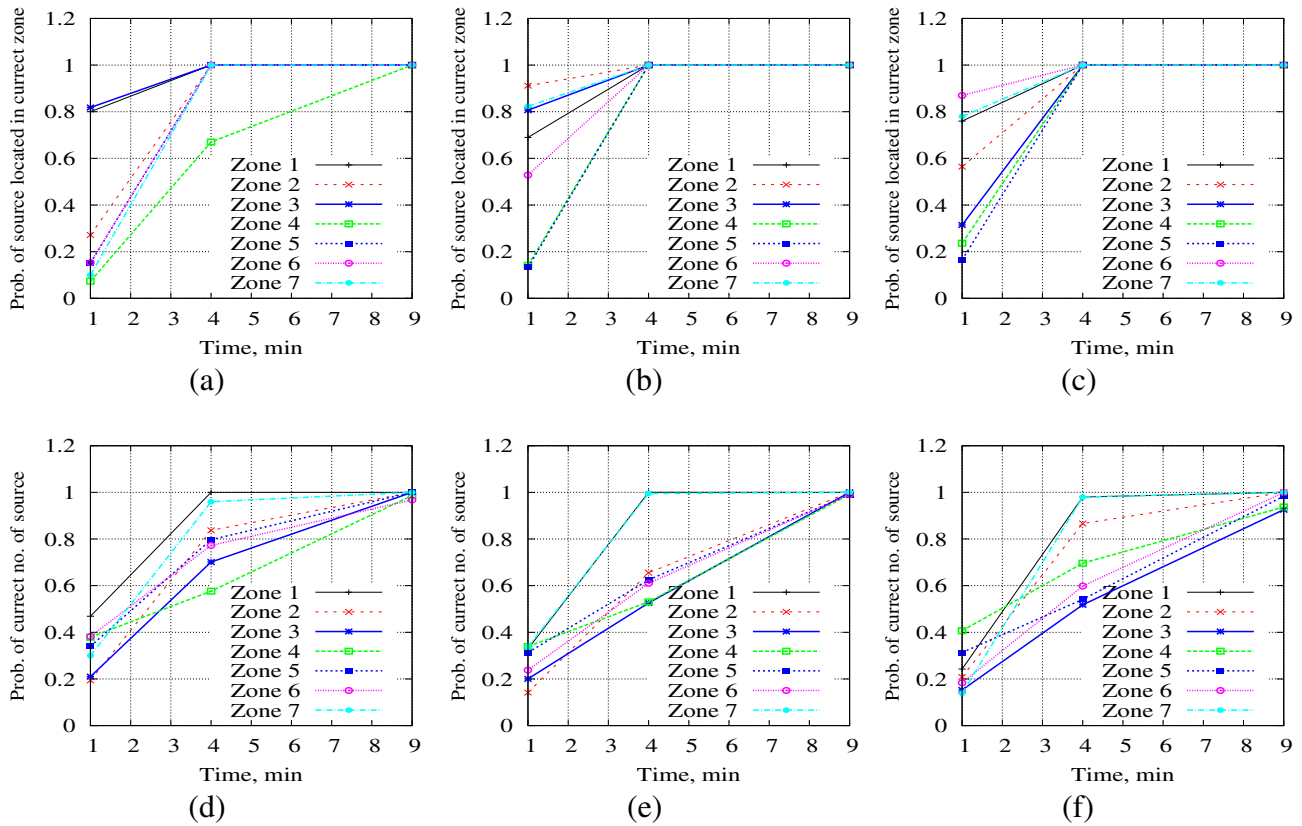 Prob. of source located in currect zone
1.2
1
0.8
0.6
0.4
0.2
0
Zone 1
Zone 2
Zone 3
Zone 4
Zone 5
Zone 6
Zone 7
1 2 3 4 5 6 7 8 9
Time, min
(a)
Prob. of source located in currect zone
1.2
1
0.8
0.6
0.4
0.2
0
Zone 1
Zone 2
Zone 3
Zone 4
Zone 5
Zone 6
Zone 7
1 2 3 4 5 6 7 8 9
Time, min
(b)
Prob. of source located in currect zone
1.2
1
0.8
0.6
0.4
0.2
0
Zone 1
Zone 2
Zone 3
Zone 4
Zone 5
Zone 6
Zone 7
1 2 3 4 5 6 7 8 9
Time, min
(c)
Prob. of currect no. of source
1.2
1
0.8
0.6
0.4
0.2
0
Zone 1
Zone 2
Zone 3
Zone 4
Zone 5
Zone 6
Zone 7
1 2 3 4 5 6 7 8 9
Time, min
(d)
Prob. of currect no. of source
1.2
1
0.8
0.6
0.4
0.2
0
Zone 1
Zone 2
Zone 3
Zone 4
Zone 5
Zone 6
Zone 7
1 2 3 4 5 6 7 8 9
Time, min
(e)
Prob. of currect no. of source
1.2
1
0.8
0.6
0.4
0.2
0
Zone 1
Zone 2
Zone 3
Zone 4
Zone 5
Zone 6
Zone 7
1 2 3 4 5 6 7 8 9
Time, min
(f)